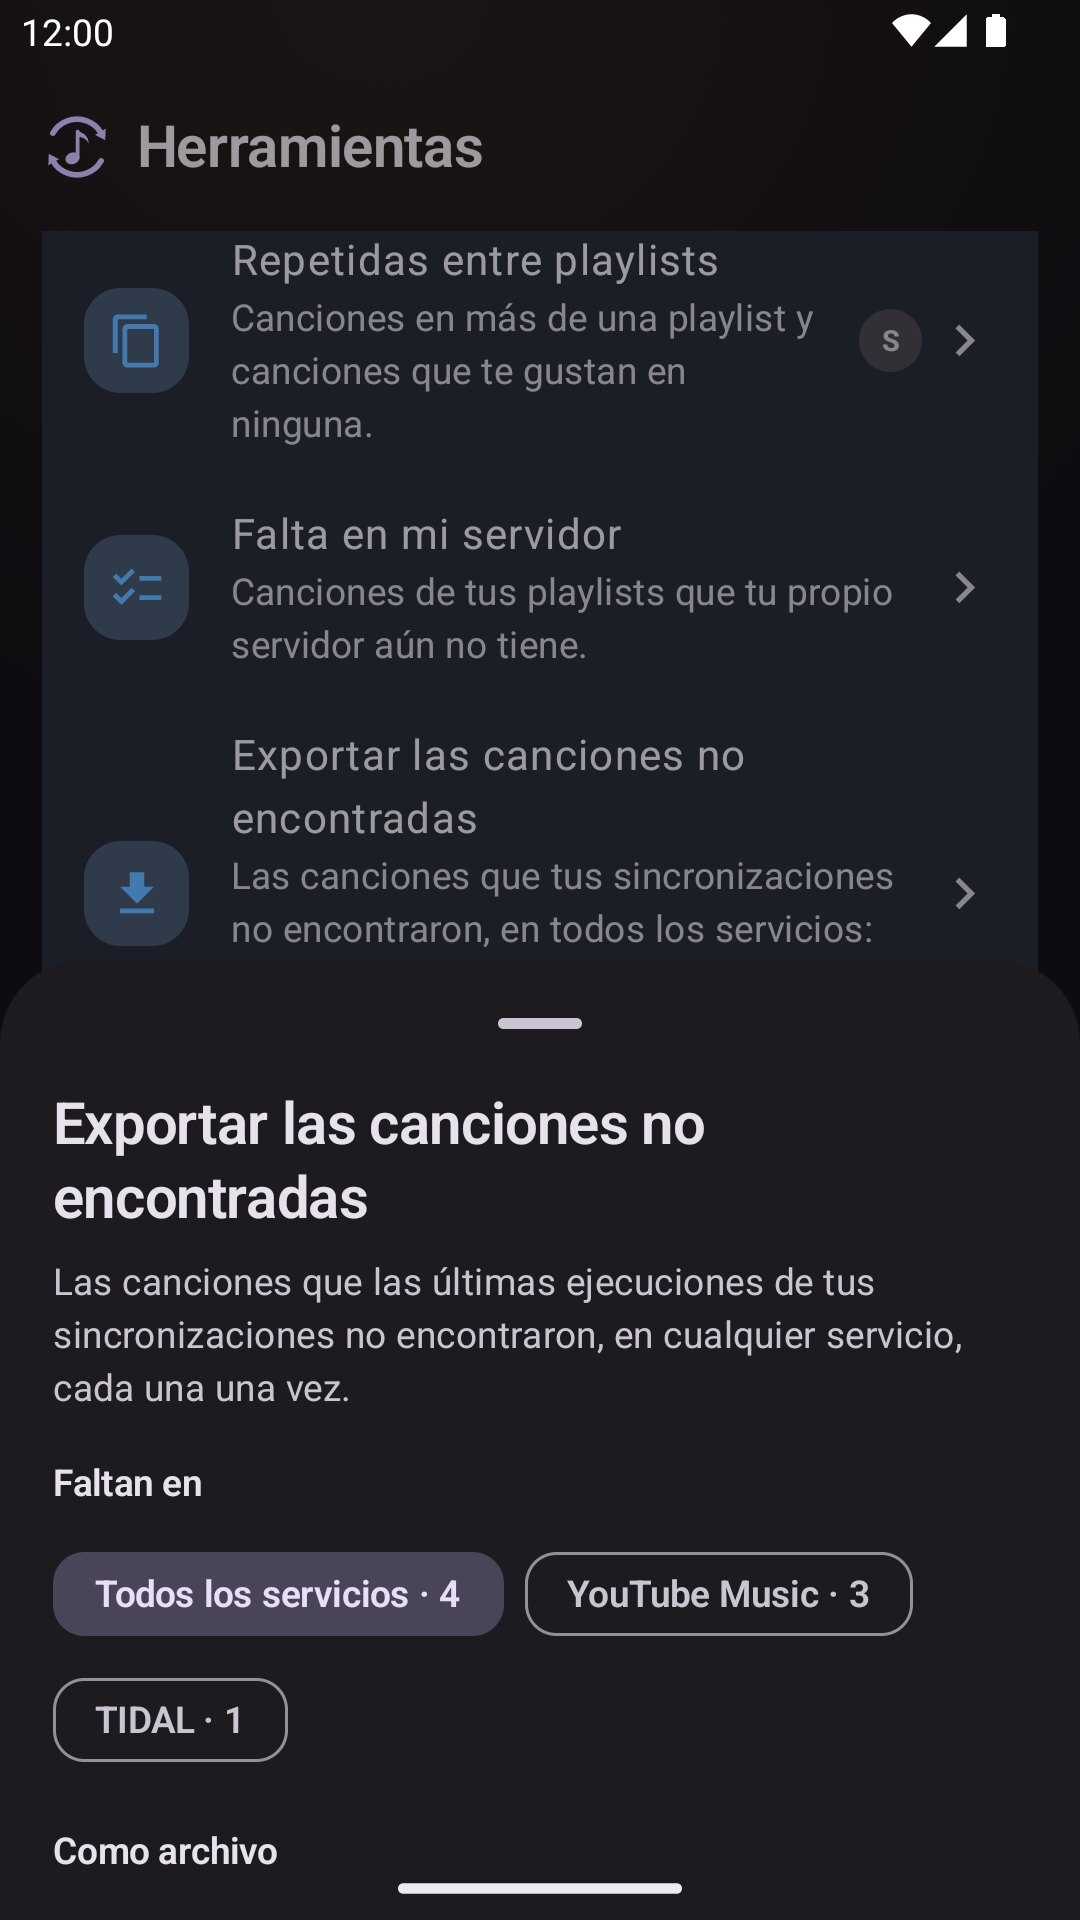 12:00
Herramientas
Repetidas entre playlists
Canciones en más de una playlist y
canciones que te gustan en
ninguna.
S
Falta en mi servidor
Canciones de tus playlists que tu propio
servidor aún no tiene.
Exportar las canciones no
encontradas
Las canciones que tus sincronizaciones
no encontraron, en todos los servicios:
Exportar las canciones no
encontradas
Las canciones que las últimas ejecuciones de tus
sincronizaciones no encontraron, en cualquier servicio,
cada una una vez.
Faltan en
Todos los servicios · 4
YouTube Music · 3
TIDAL · 1
Como archivo